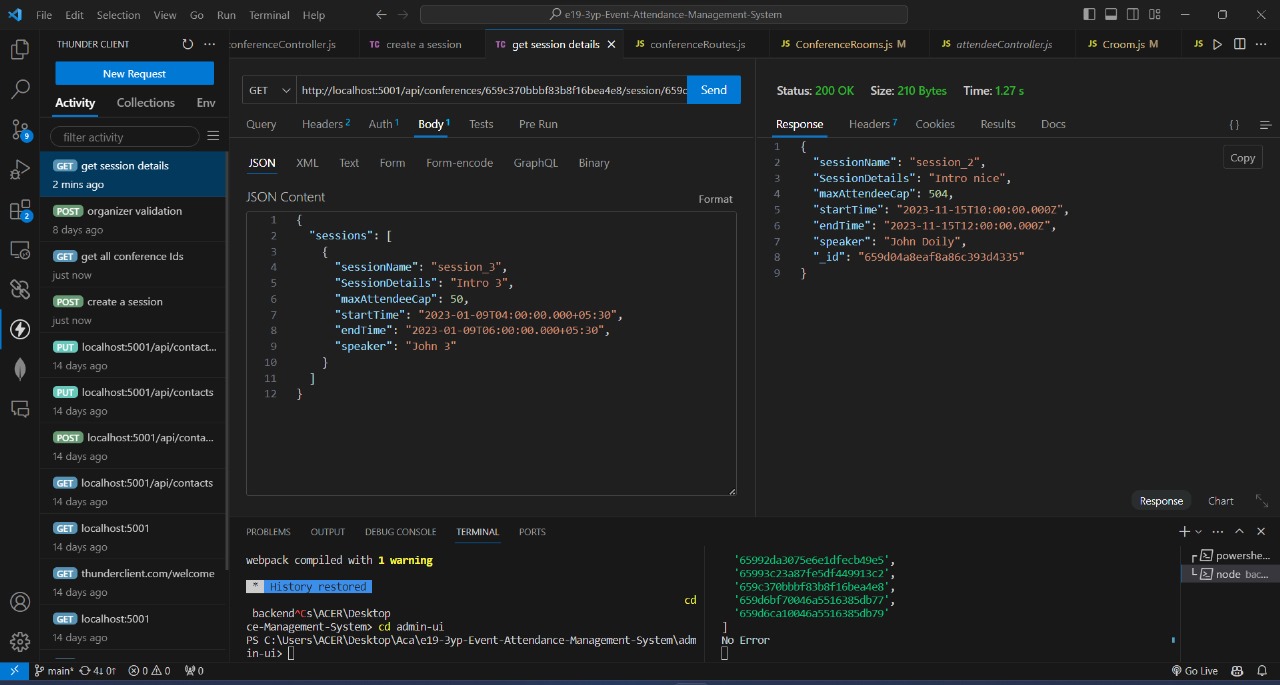 File Edit Selection View Go Run Terminal Help
e19-3yp-Event-Attendance-Management-System
THUNDER CLIENT
New Request
Activity Collections Env
filter activity
GET get session details
2 mins ago
POST organizer validation
8 days ago
GET get all conference Ids
just now
POST create a session
just now
PUT localhost:5001/api/contact...
14 days ago
PUT localhost:5001/api/contacts
14 days ago
POST localhost:5001/api/conta...
14 days ago
GET localhost:5001/api/contacts
14 days ago
GET localhost:5001
14 days ago
GET thunderclient.com/welcome
14 days ago
GET localhost:5001
14 days ago
9
2
conferenceController.js TC create a session TC get session details JS conferenceRoutes.js JS ConferenceRooms.js M JS attendeeController.js JS Croom.js M JS
GET http://localhost:5001/api/conferences/659c370bbbf83b8f16bea4e8/session/659c Send
Query Headers 2 Auth 1 Body 1 Tests Pre Run
JSON XML Text Form Form-encode GraphQL Binary
JSON Content Format
1 {
2 "sessions": [
3 {
4 "sessionName": "session_3",
5 "SessionDetails": "Intro 3",
6 "maxAttendeeCap": 50,
7 "startTime": "2023-01-09T04:00:00.000+05:30",
8 "endTime": "2023-01-09T06:00:00.000+05:30",
9 "speaker": "John 3"
10 }
11 ]
12 }
Status: 200 OK Size: 210 Bytes Time: 1.27 s
Response Headers 7 Cookies Results Docs { }
Copy
1 {
2 "sessionName": "session_2",
3 "SessionDetails": "Intro nice",
4 "maxAttendeeCap": 504,
5 "startTime": "2023-11-15T10:00:00.000Z",
6 "endTime": "2023-11-15T12:00:00.000Z",
7 "speaker": "John Doily",
8 "_id": "659d04a8eaf8a86c393d4335"
9 }
Response Chart
PROBLEMS OUTPUT DEBUG CONSOLE TERMINAL PORTS
webpack compiled with 1 warning
* History restored
cd
backend^Cs\ACER\Desktop
ce-Management-System> cd admin-ui
PS C:\Users\ACER\Desktop\Aca\e19-3yp-Event-Attendance-Management-System\adm
in-ui>
'65992da3075e6e1dfecb49e5',
'65993c23a87fe5df449913c2',
'659c370bbbf83b8f16bea4e8',
'659d6bf70046a5516385db77',
'659d6ca10046a5516385db79'
]
No Error
powershe...
node bac...
main* 4↓ 0↑ 0 0 0 Go Live